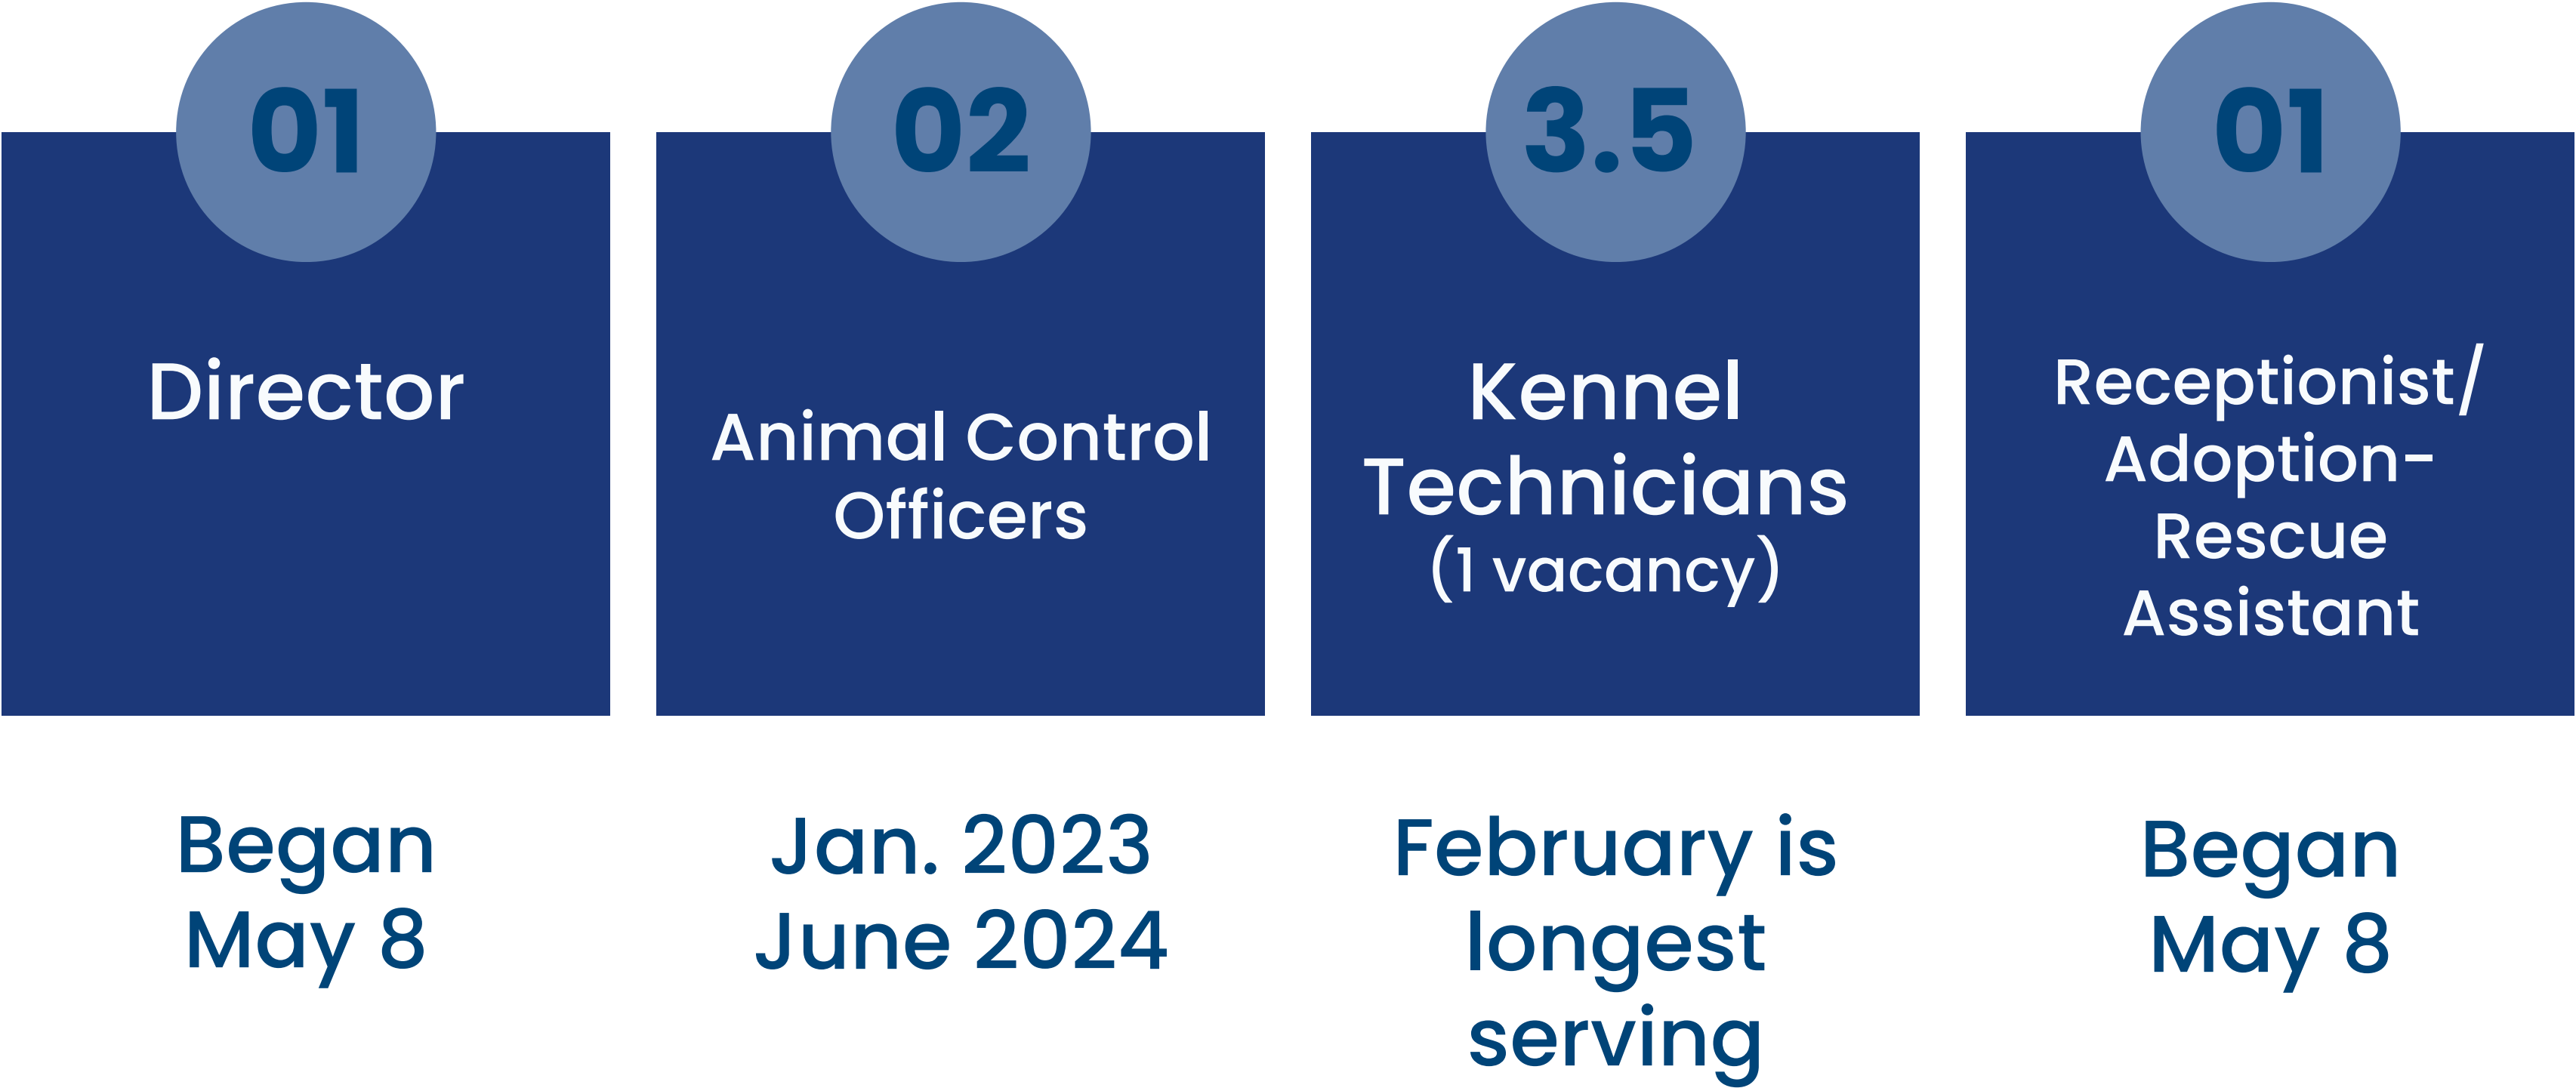 01
Director
Began
May 8
02
Animal Control
Officers
Jan. 2023
June 2024
3.5
Kennel
Technicians
(1 vacancy)
February is
longest
serving
01
Receptionist/
Adoption-
Rescue
Assistant
Began
May 8